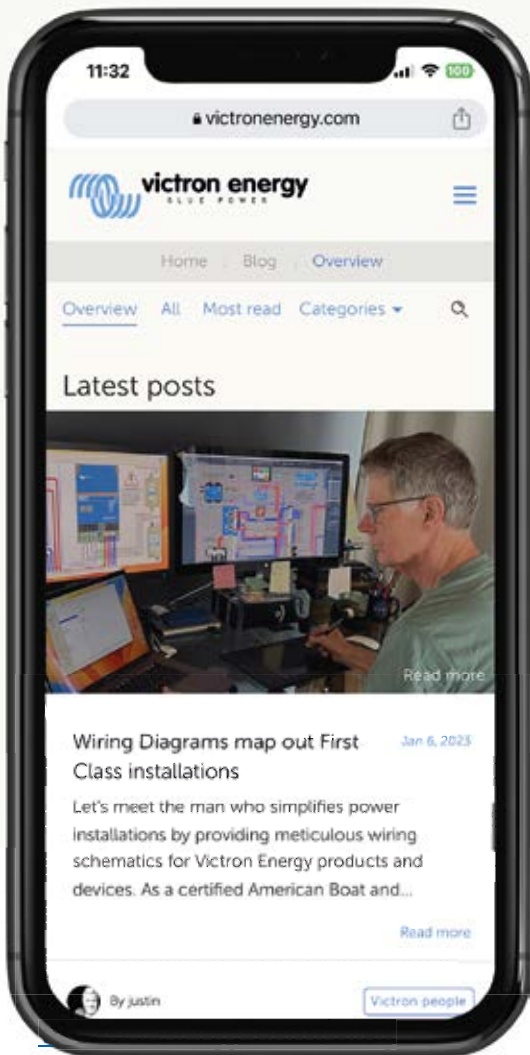 11:32
100
victronenergy.com
victron energy
BLUE POWER
Home Blog Overview
Overview All Most read Categories
Latest posts
Read more
Wiring Diagrams map out First
Jan 6, 2023
Class installations
Let's meet the man who simplifies power
installations by providing meticulous wiring
schematics for Victron Energy products and
devices. As a certified American Boat and...
Read more
By justin
Victron people